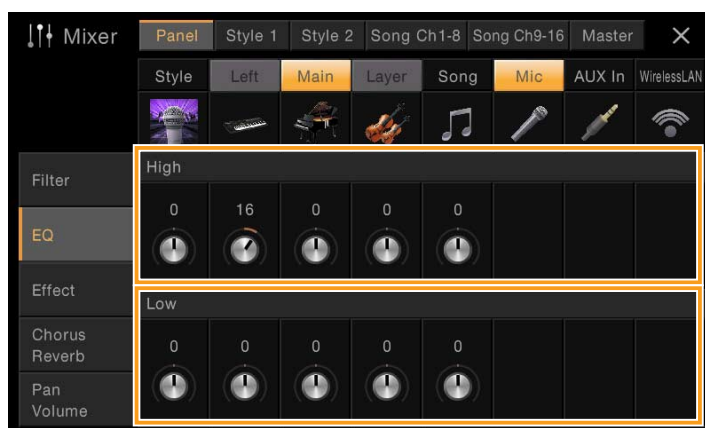 Mixer
Panel Style 1 Style 2 Song Ch1-8 Song Ch9-16 Master
Style Left Main Layer Song Mic AUX In WirelessLAN
Filter
EQ
Effect
Chorus
Reverb
Pan
Volume
High
0 16 0 0 0
Low
0 0 0 0 0